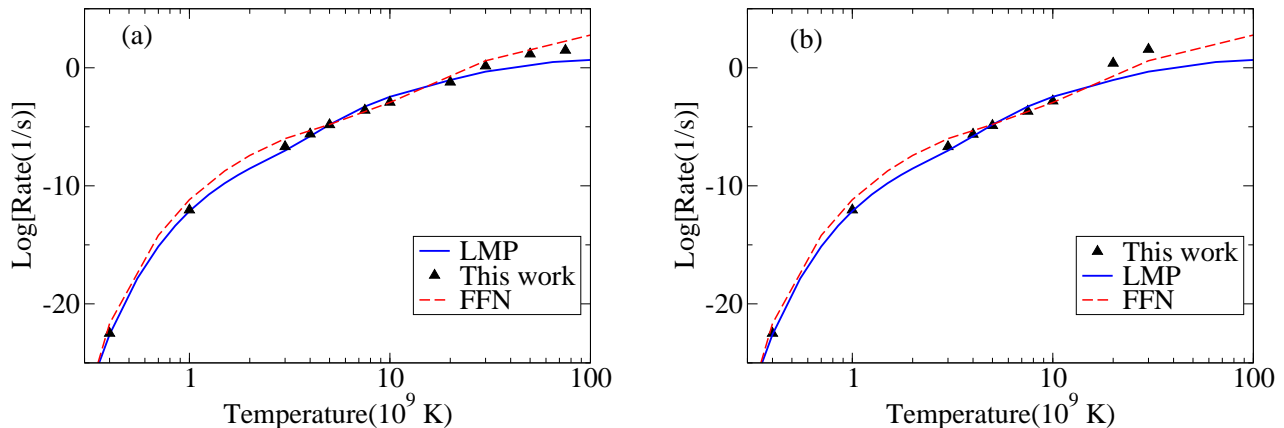 (a)
Log[Rate(1/s)]
0
-10
-20
LMP
This work
FFN
1
10
100
Temperature(10⁹ K)
(b)
Log[Rate(1/s)]
0
-10
-20
This work
LMP
FFN
1
10
100
Temperature(10⁹ K)